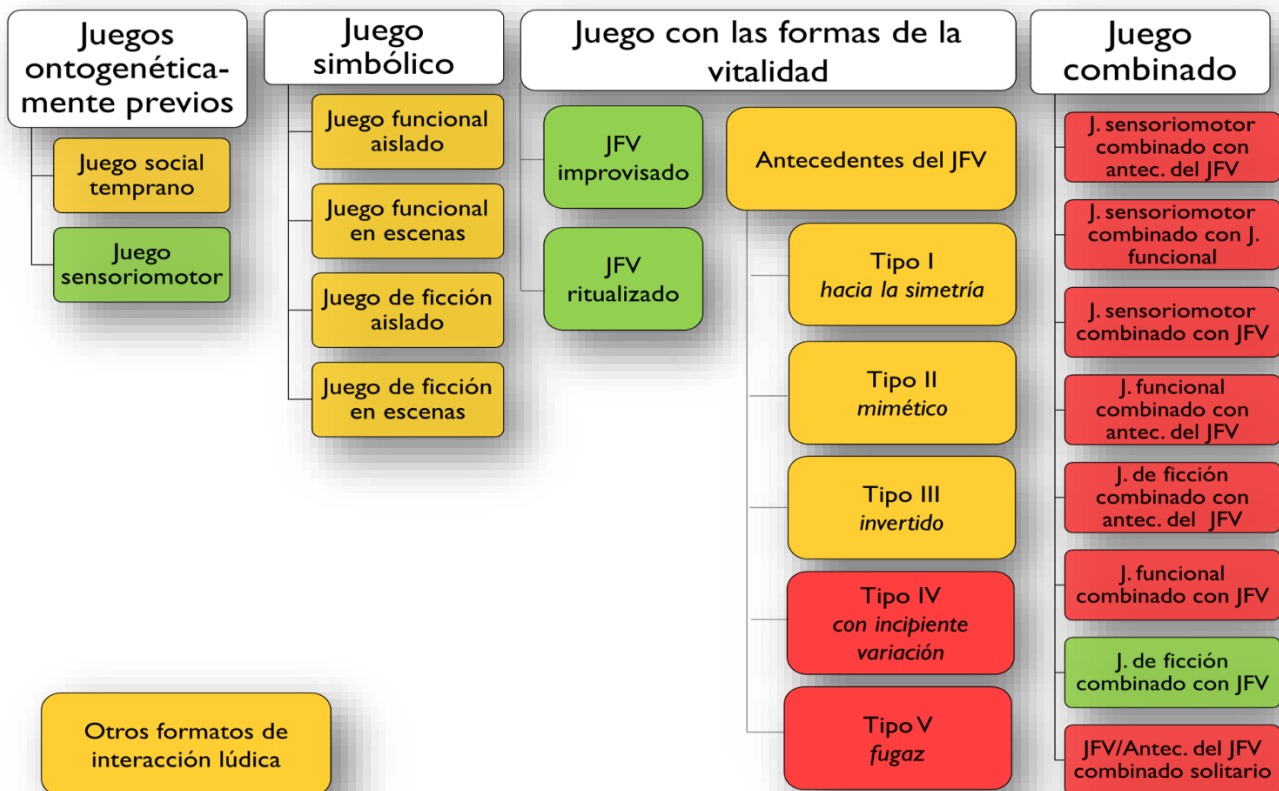 Juegos
ontogenética-
mente previos
Juego social
temprano
Juego
sensoriomotor
Juego
simbólico
Juego funcional
aislado
Juego funcional
en escenas
Juego de ficción
aislado
Juego de ficción
en escenas
Juego con las formas de la
vitalidad
JFV
improvisado
JFV
ritualizado
Antecedentes del JFV
Tipo I
hacia la simetría
Tipo II
mimético
Tipo III
invertido
Tipo IV
con incipiente
variación
Tipo V
fugaz
Juego
combinado
J. sensoriomotor
combinado con
antec. del JFV
J. sensoriomotor
combinado con J.
funcional
J. sensoriomotor
combinado con JFV
J. funcional
combinado con
antec. del JFV
J. de ficción
combinado con
antec. del JFV
J. funcional
combinado con JFV
J. de ficción
combinado con JFV
JFV/Antec. del JFV
combinado solitario
Otros formatos de
interacción lúdica